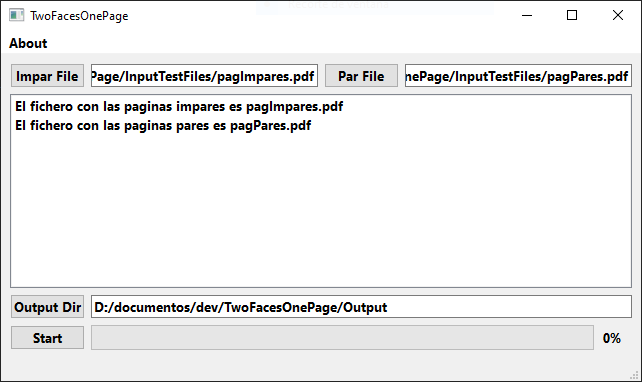 TwoFacesOnePage
About
Impar File Page/InputTestFiles/pagImpares.pdf Par File nePage/InputTestFiles/pagPares.pdf
El fichero con las paginas impares es pagImpares.pdf
El fichero con las paginas pares es pagPares.pdf
Output Dir D:/documentos/dev/TwoFacesOnePage/Output
Start 0%